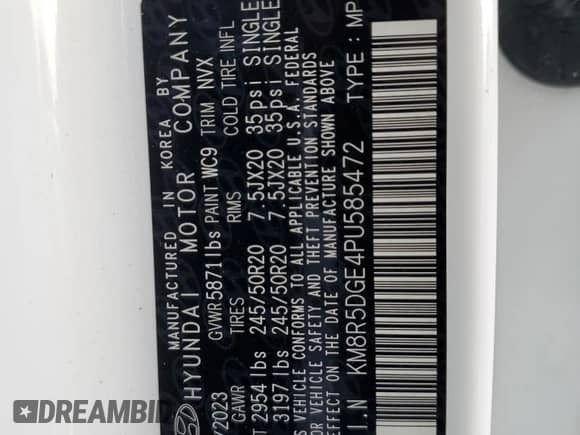 MANUFACTURED IN KOREA BY
HYUNDAI MOTOR COMPANY
/2023 GVWR 5871lbs PAINT WC9 TRIM NVX
GAWR TIRES RIMS COLD TIRE INFL
T 2954 lbs 245/50R20 7.5JX20 35psi SINGLE
3197 lbs 245/50R20 7.5JX20 35psi SINGLE
S VEHICLE CONFORMS TO ALL APPLICABLE U.S.A. FEDERAL
R VEHICLE SAFETY AND THEFT PREVENTION STANDARDS
EFFECT ON THE DATE OF MANUFACTURE SHOWN ABOVE
I.N KM8R5DGE4PU585472 TYPE : MP
DREAMBID